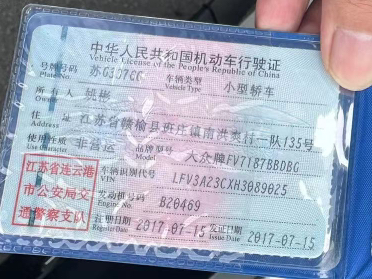 中华人民共和国机动车行驶证
Vehicle License of the People's Republic of China
号牌号码 苏G307CC 车辆类型 小型轿车
Plate No. Vehicle Type
所有人 姚彬
住址 江苏省赣榆县班庄镇南洪爽村一队135号
使用性质 非营运 品牌型号 大众牌FV7187BBDBG
Use Character Model
江苏省连云港
市公安局交
通警察支队
车辆识别代号 LFV3A23CXH3089025
VIN
发动机号码 B20469
Engine No.
注册日期 2017-07-15 发证日期 2017-07-15
Register Date Issue Date